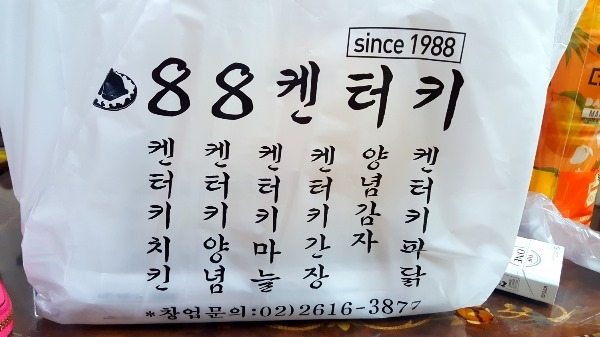 since 1988
88켄터키
켄터키치킨
켄터키양념
켄터키마늘
켄터키간장
양념감자
켄터키파닭
*창업문의:02)2616-3877
ONE